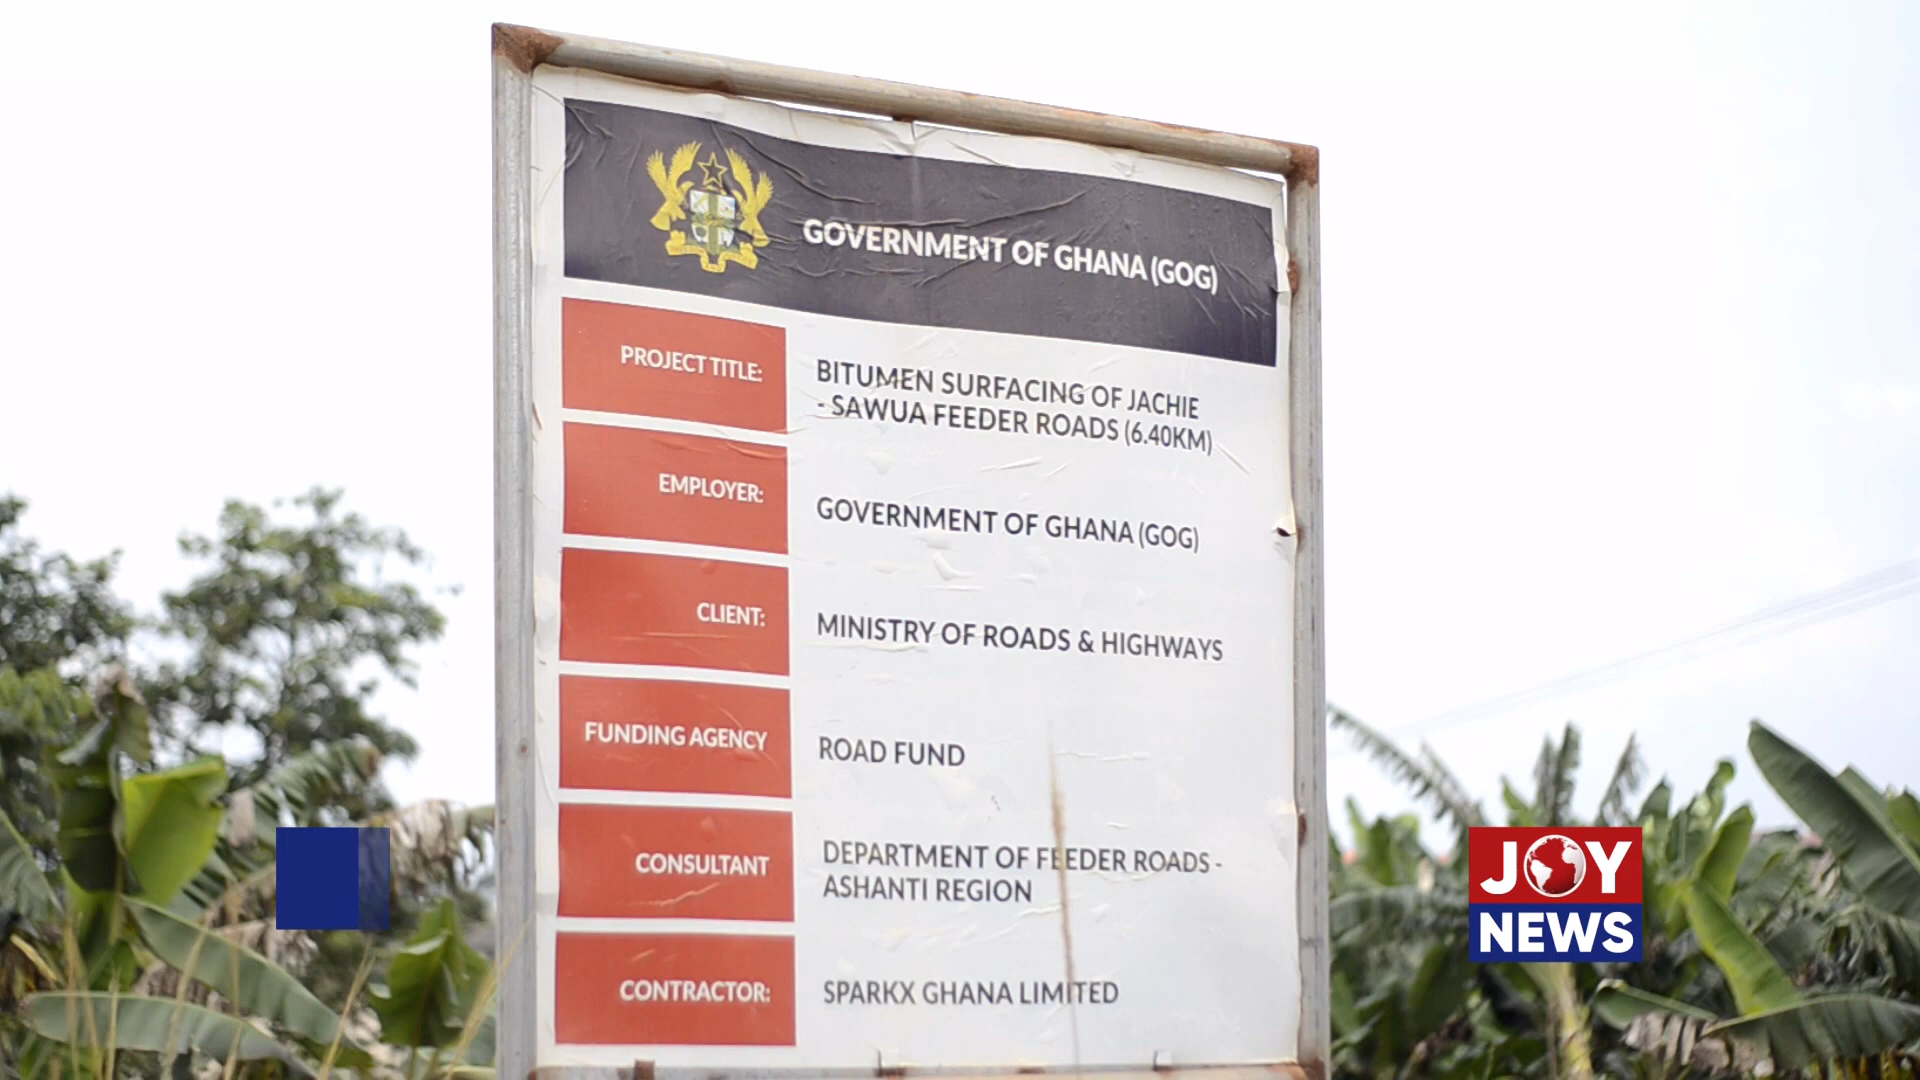 GOVERNMENT OF GHANA (GOG)
PROJECT TITLE:
BITUMEN SURFACING OF JACHIE
- SAWUA FEEDER ROADS (6.40KM)
EMPLOYER:
GOVERNMENT OF GHANA (GOG)
CLIENT:
MINISTRY OF ROADS & HIGHWAYS
FUNDING AGENCY
ROAD FUND
CONSULTANT
DEPARTMENT OF FEEDER ROADS -
ASHANTI REGION
CONTRACTOR:
SPARKX GHANA LIMITED
JOY
NEWS